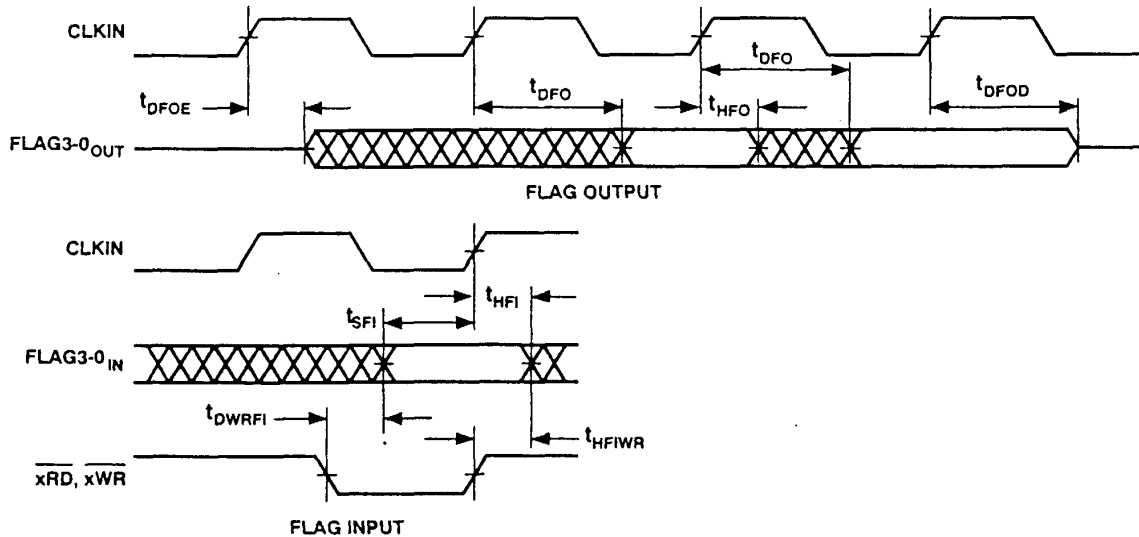 CLKIN
tDFOE
tDFO
tDFO
tHFO
tDFOD
FLAG3-0OUT
FLAG OUTPUT
CLKIN
tHFI
tSFI
FLAG3-0IN
tDWRFI
tHFIWR
xRD, xWR
FLAG INPUT